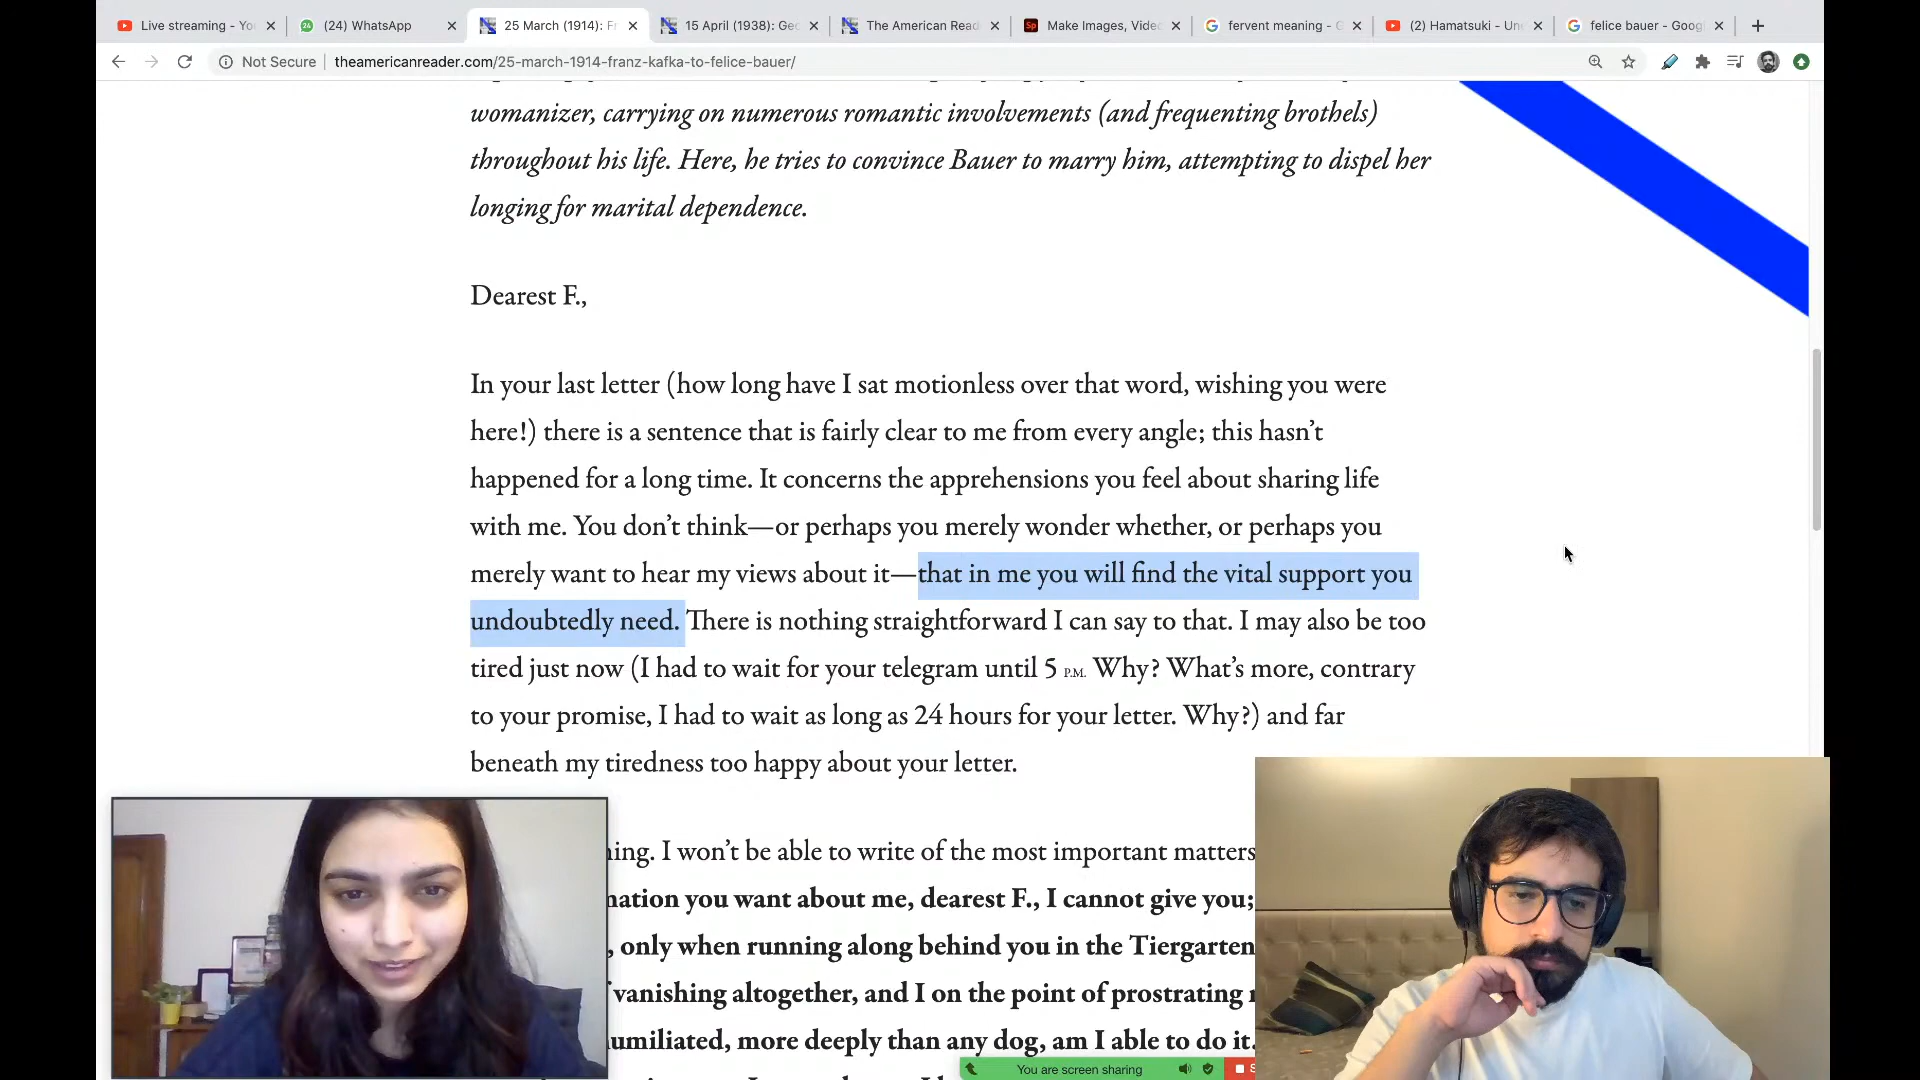 Live streaming - Yo
(24) WhatsApp
25 March (1914): Fr
15 April (1938): Geo
The American Read
Make Images, Video
fervent meaning - G
(2) Hamatsuki - Un
felice bauer - Goog
Not Secure | theamericanreader.com/25-march-1914-franz-kafka-to-felice-bauer/
womanizer, carrying on numerous romantic involvements (and frequenting brothels)
throughout his life. Here, he tries to convince Bauer to marry him, attempting to dispel her
longing for marital dependence.
Dearest F.,
In your last letter (how long have I sat motionless over that word, wishing you were
here!) there is a sentence that is fairly clear to me from every angle; this hasn’t
happened for a long time. It concerns the apprehensions you feel about sharing life
with me. You don’t think—or perhaps you merely wonder whether, or perhaps you
merely want to hear my views about it—that in me you will find the vital support you
undoubtedly need. There is nothing straightforward I can say to that. I may also be too
tired just now (I had to wait for your telegram until 5 P.M. Why? What’s more, contrary
to your promise, I had to wait as long as 24 hours for your letter. Why?) and far
beneath my tiredness too happy about your letter.
ing. I won’t be able to write of the most important matters
ation you want about me, dearest F., I cannot give you;
, only when running along behind you in the Tiergarten
vanishing altogether, and I on the point of prostrating
umiliated, more deeply than any dog, am I able to do it.
You are screen sharing